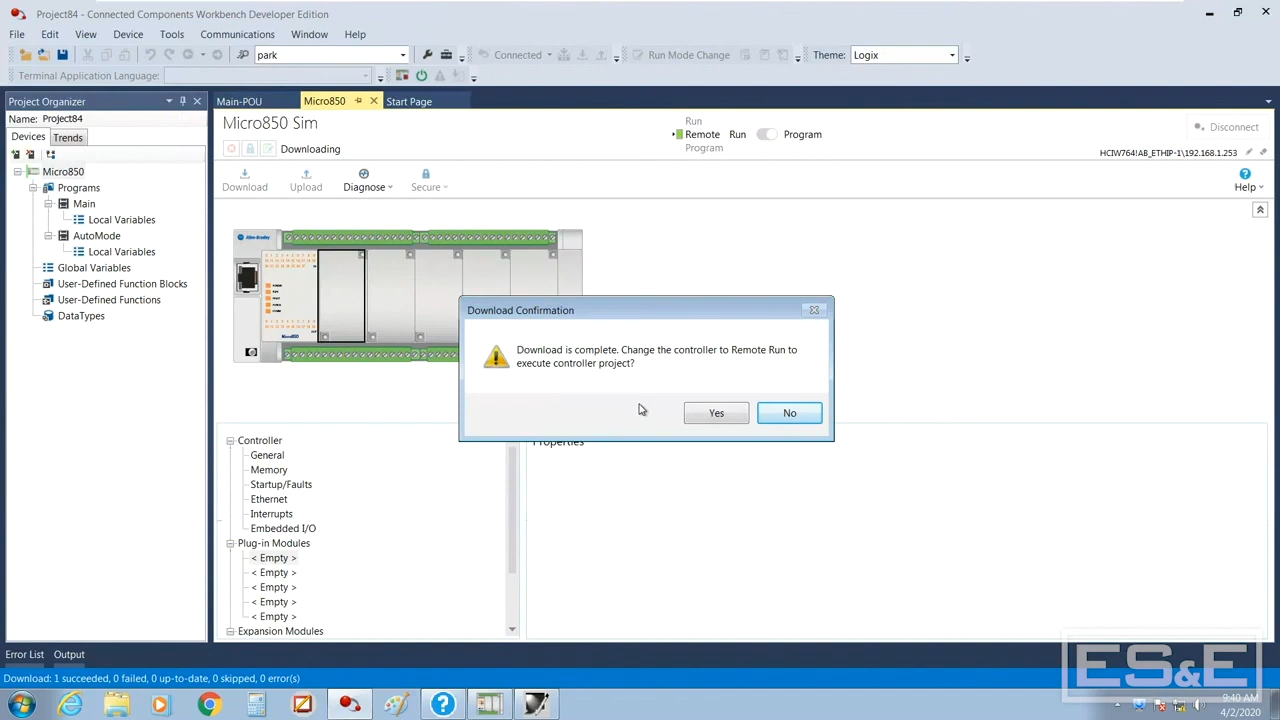 Project84 - Connected Components Workbench Developer Edition
File Edit View Device Tools Communications Window Help
park
Connected
Run Mode Change
Theme: Logix
Terminal Application Language:
Project Organizer
Name: Project84
Devices Trends
Micro850
Programs
Main
Local Variables
AutoMode
Local Variables
Global Variables
User-Defined Function Blocks
User-Defined Functions
DataTypes
Main-POU Micro850 Start Page
Micro850 Sim
Downloading
Run
Remote Run Program
Program
Disconnect
HCIW764!AB_ETHIP-1\192.168.1.253
Download Upload Diagnose Secure
Help
Allen-Bradley
Micro850
Download Confirmation
Download is complete. Change the controller to Remote Run to
execute controller project?
Yes No
Controller
General
Memory
Startup/Faults
Ethernet
Interrupts
Embedded I/O
Plug-in Modules
< Empty >
< Empty >
< Empty >
< Empty >
< Empty >
Expansion Modules
Properties
Error List Output
Download: 1 succeeded, 0 failed, 0 up-to-date, 0 skipped, 0 error(s)
ES&E
9:40 AM
4/2/2020